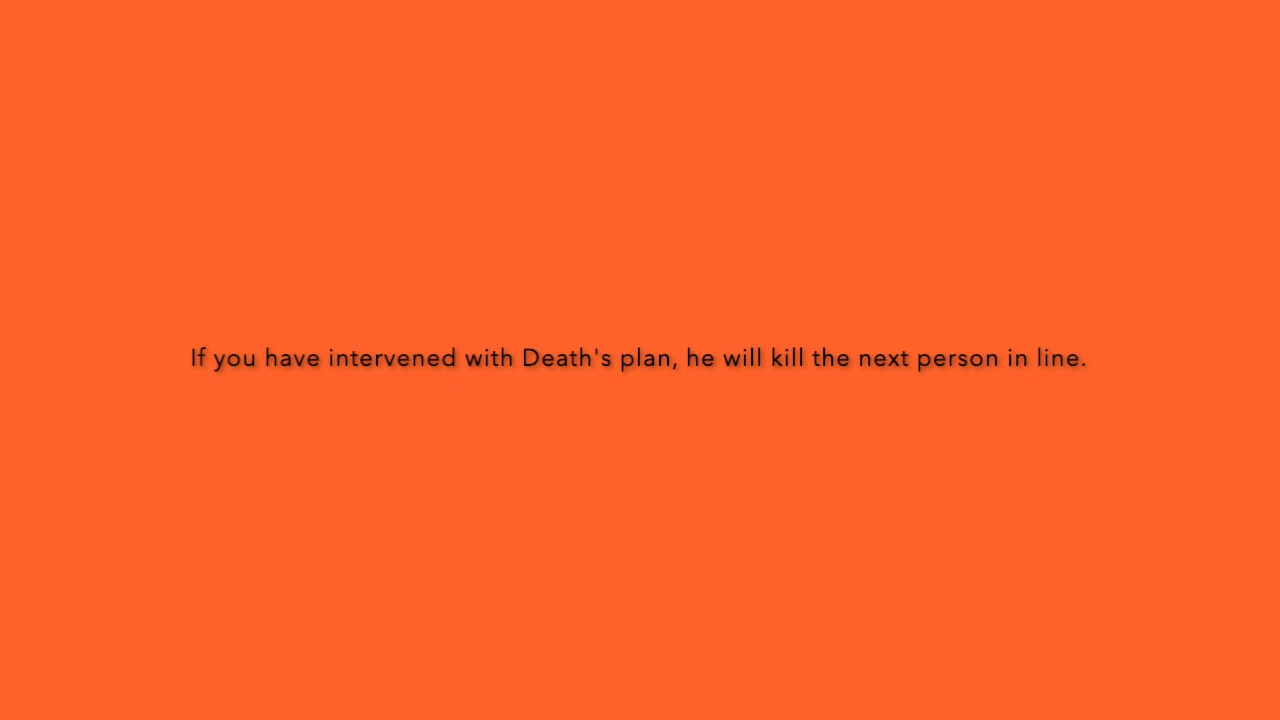 If you have intervened with Death's plan, he will kill the next person in line.